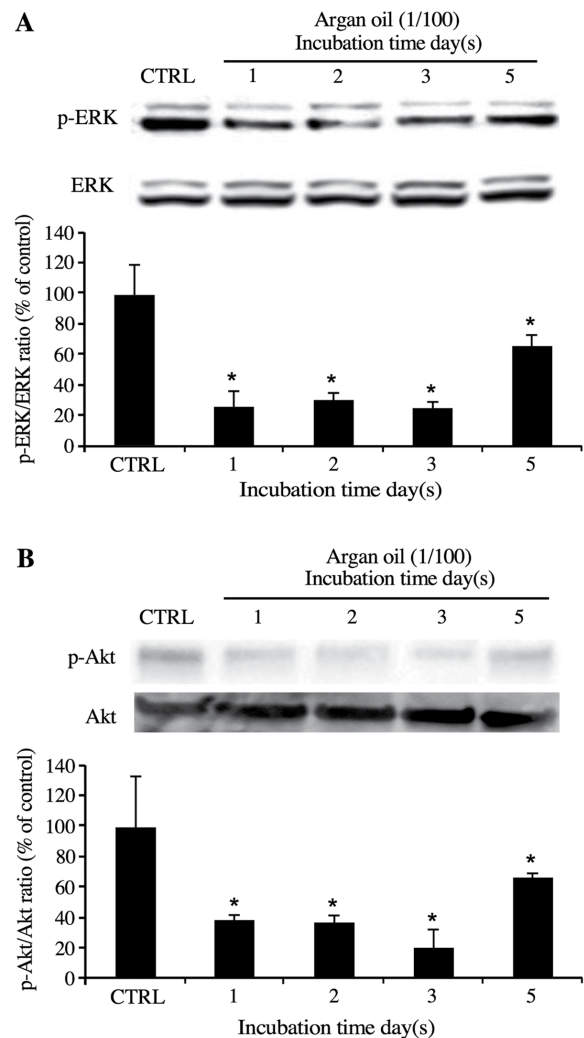 A
Argan oil (1/100)
Incubation time day(s)
CTRL 1 2 3 5
p-ERK
ERK
p-ERK/ERK ratio (% of control)
140
120
100
80
60
40
20
0
* * * *
CTRL 1 2 3 5
Incubation time day(s)
B
Argan oil (1/100)
Incubation time day(s)
CTRL 1 2 3 5
p-Akt
Akt
p-Akt/Akt ratio (% of control)
140
120
100
80
60
40
20
0
* * * *
CTRL 1 2 3 5
Incubation time day(s)